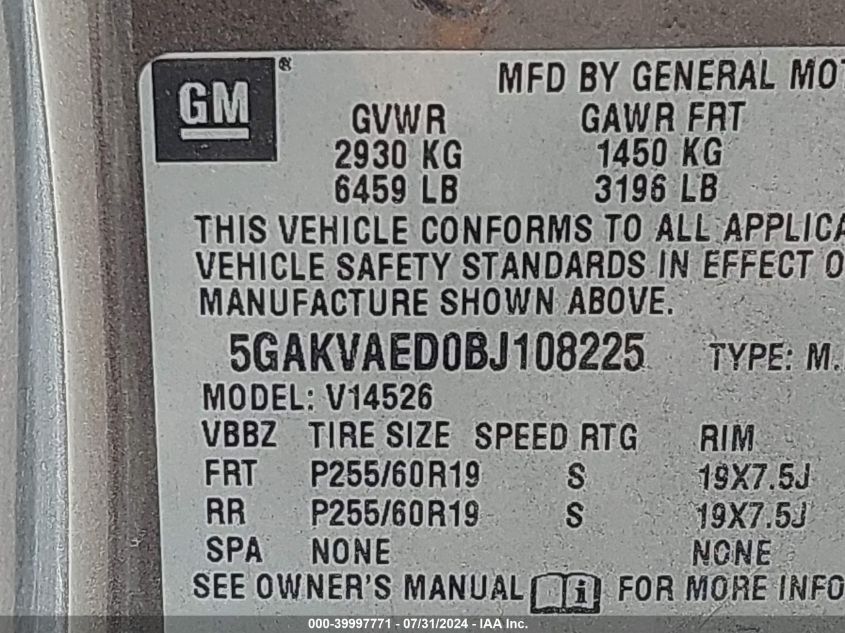 GM ® MFD BY GENERAL
GVWR GAWR FRT
2930 KG 1450 KG
6459 LB 3196 LB
THIS VEHICLE CONFORMS TO ALL
VEHICLE SAFETY STANDARDS IN EFFECT
MANUFACTURE SHOWN ABOVE.
5GAKVAED0BJ108225 TYPE: M.
MODEL: V14526
VBBZ TIRE SIZE SPEED RTG RIM
FRT P255/60R19 S 19X7.5J
RR P255/60R19 S 19X7.5J
SPA NONE NONE
SEE OWNER'S MANUAL FOR MORE
000-39997771 - 07/31/2024 - IAA Inc.